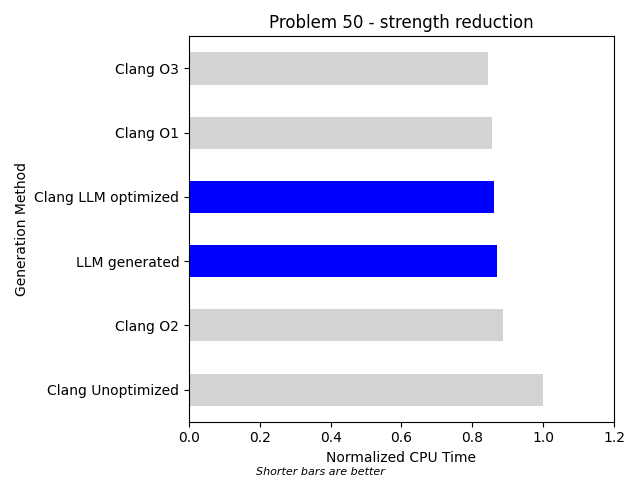 Problem 50 - strength reduction
Generation Method
Clang O3
Clang O1
Clang LLM optimized
LLM generated
Clang O2
Clang Unoptimized
0.0 0.2 0.4 0.6 0.8 1.0 1.2
Normalized CPU Time
Shorter bars are better